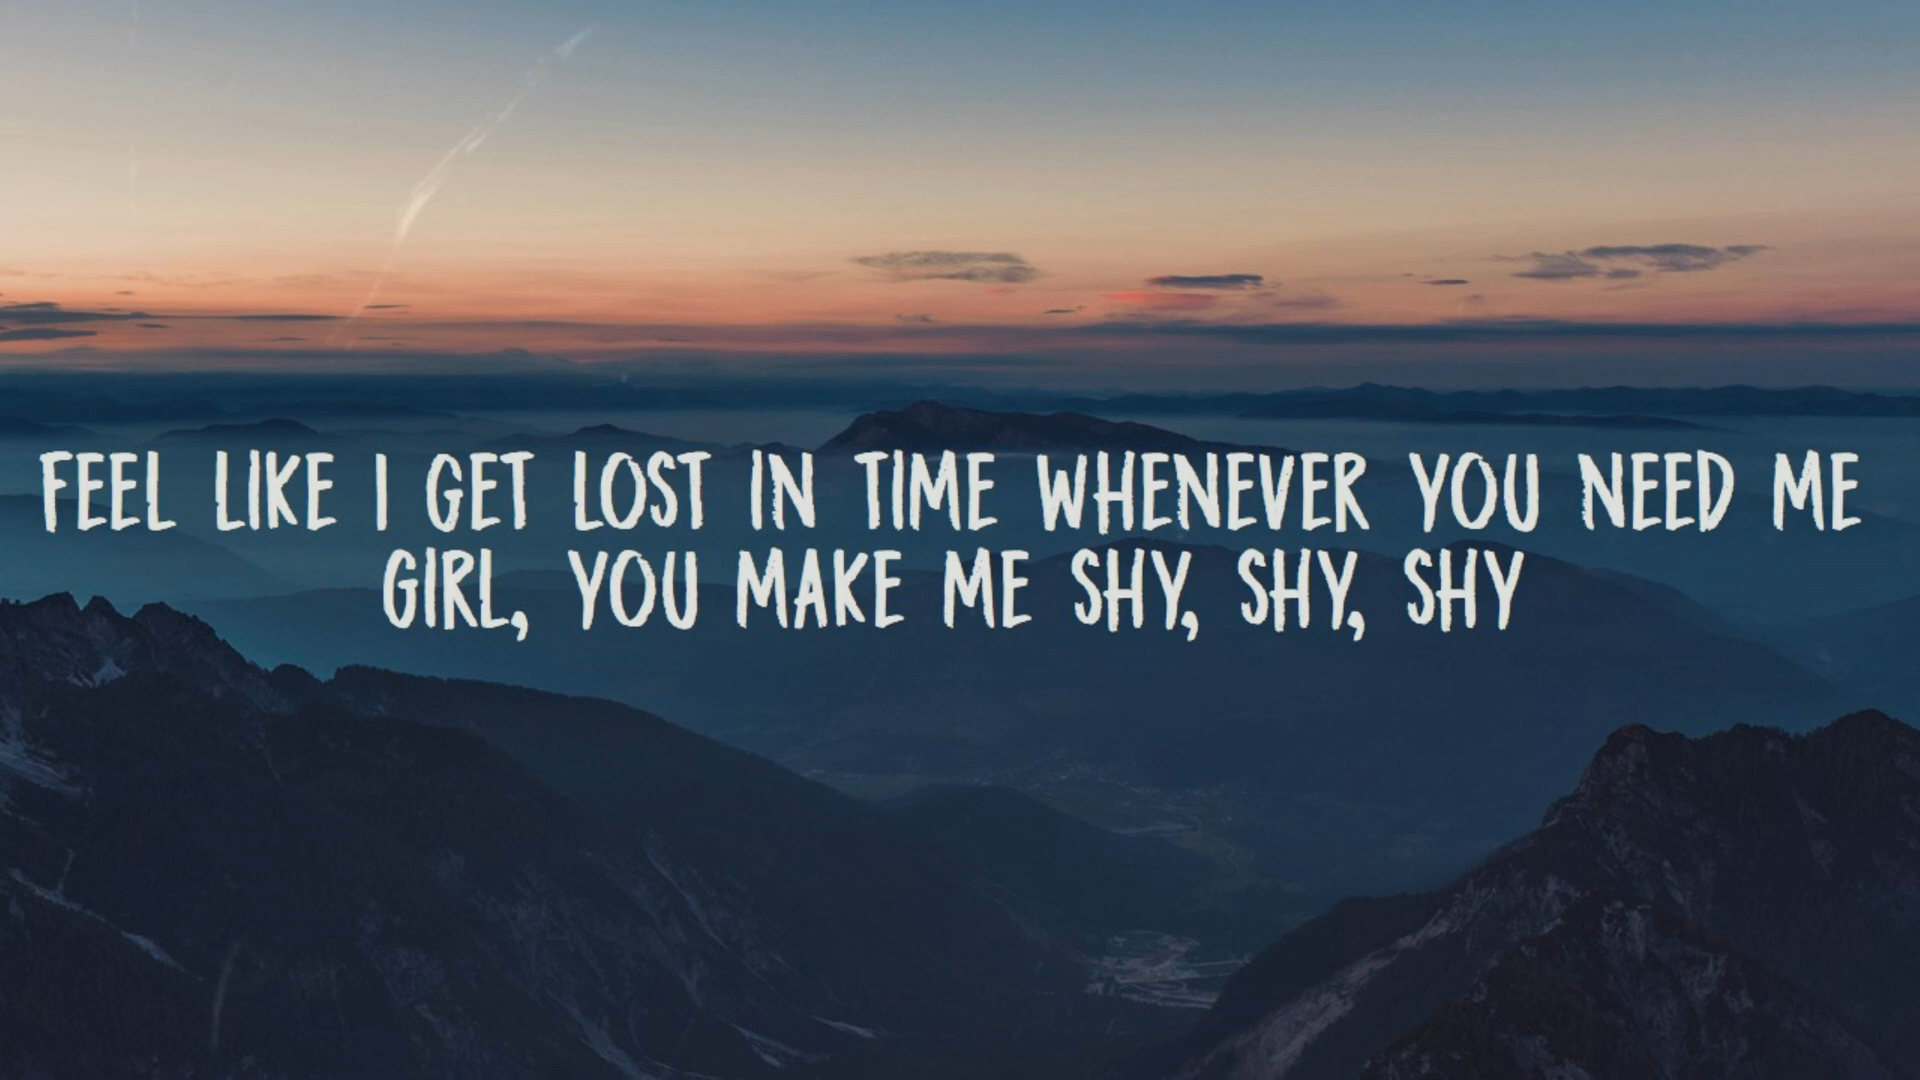 FEEL LIKE I GET LOST IN TIME WHENEVER YOU NEED ME
GIRL, YOU MAKE ME SHY, SHY, SHY